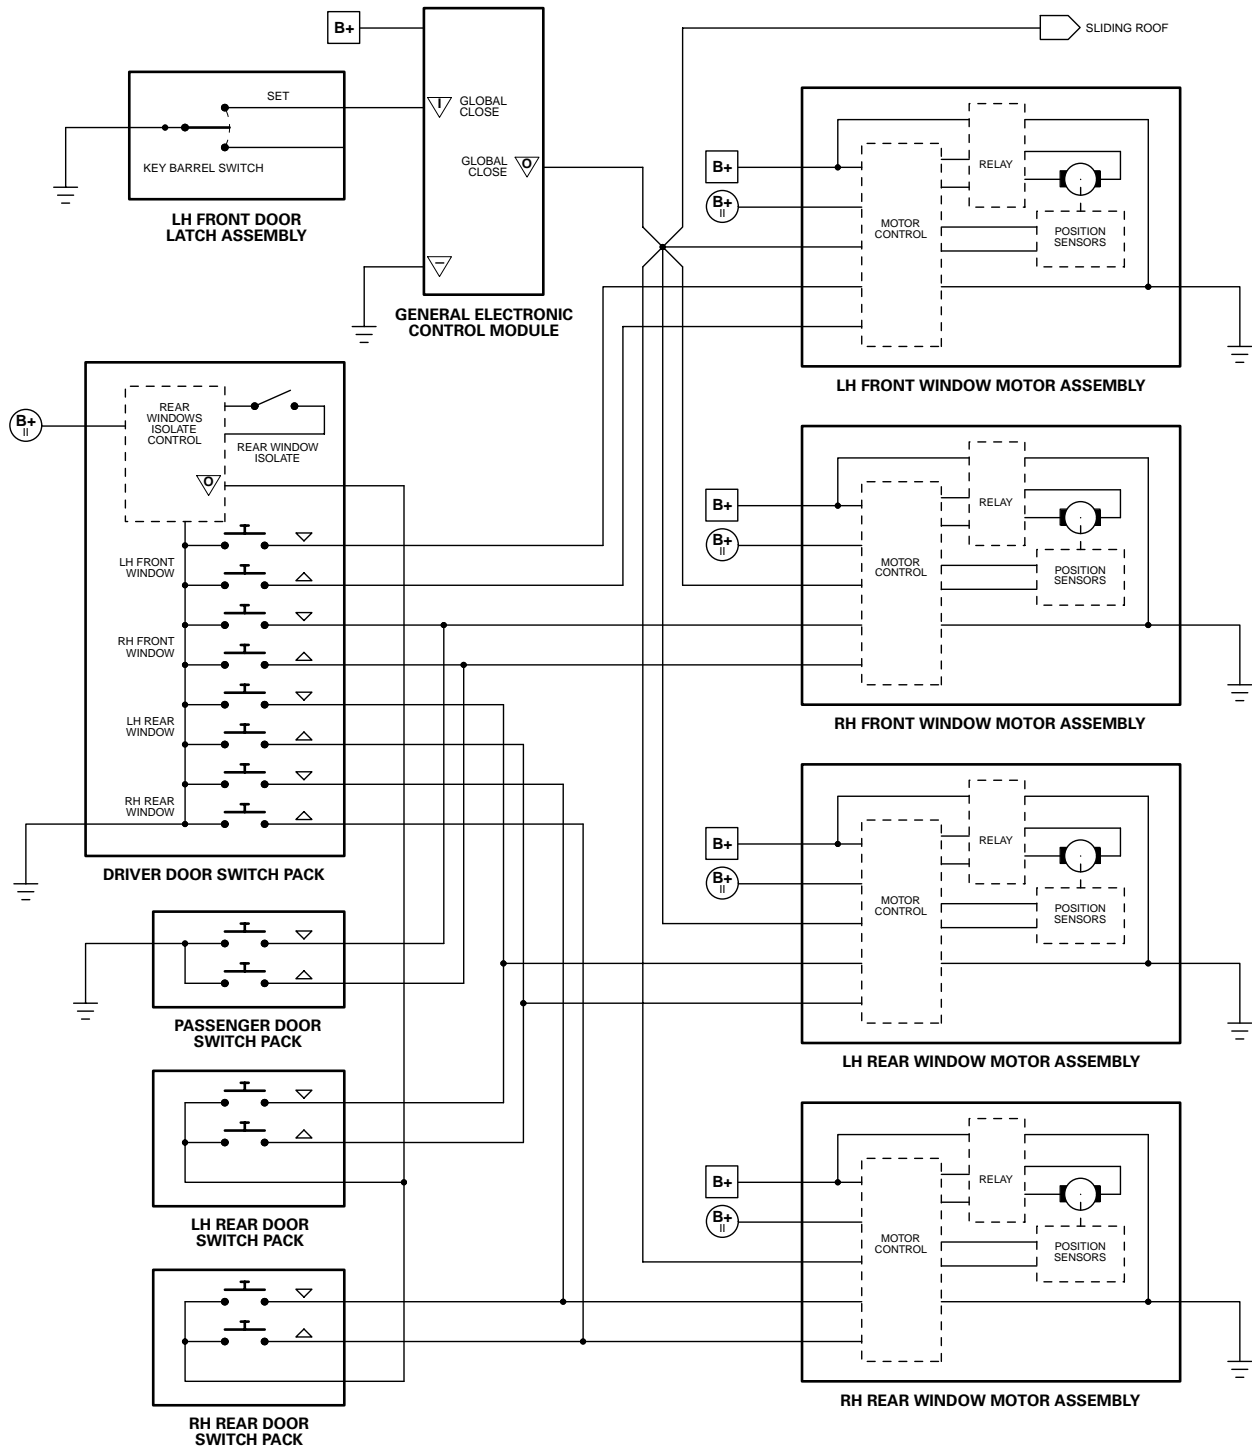 B+
SLIDING ROOF
SET
KEY BARREL SWITCH
LH FRONT DOOR
LATCH ASSEMBLY
I
GLOBAL
CLOSE
GLOBAL
CLOSE
O
–
GENERAL ELECTRONIC
CONTROL MODULE
B+
B+
II
MOTOR
CONTROL
RELAY
POSITION
SENSORS
LH FRONT WINDOW MOTOR ASSEMBLY
B+
II
REAR
WINDOWS
ISOLATE
CONTROL
REAR WINDOW
ISOLATE
O
LH FRONT
WINDOW
RH FRONT
WINDOW
LH REAR
WINDOW
RH REAR
WINDOW
DRIVER DOOR SWITCH PACK
B+
B+
II
MOTOR
CONTROL
RELAY
POSITION
SENSORS
RH FRONT WINDOW MOTOR ASSEMBLY
B+
B+
II
MOTOR
CONTROL
RELAY
POSITION
SENSORS
LH REAR WINDOW MOTOR ASSEMBLY
PASSENGER DOOR
SWITCH PACK
LH REAR DOOR
SWITCH PACK
B+
B+
II
MOTOR
CONTROL
RELAY
POSITION
SENSORS
RH REAR WINDOW MOTOR ASSEMBLY
RH REAR DOOR
SWITCH PACK